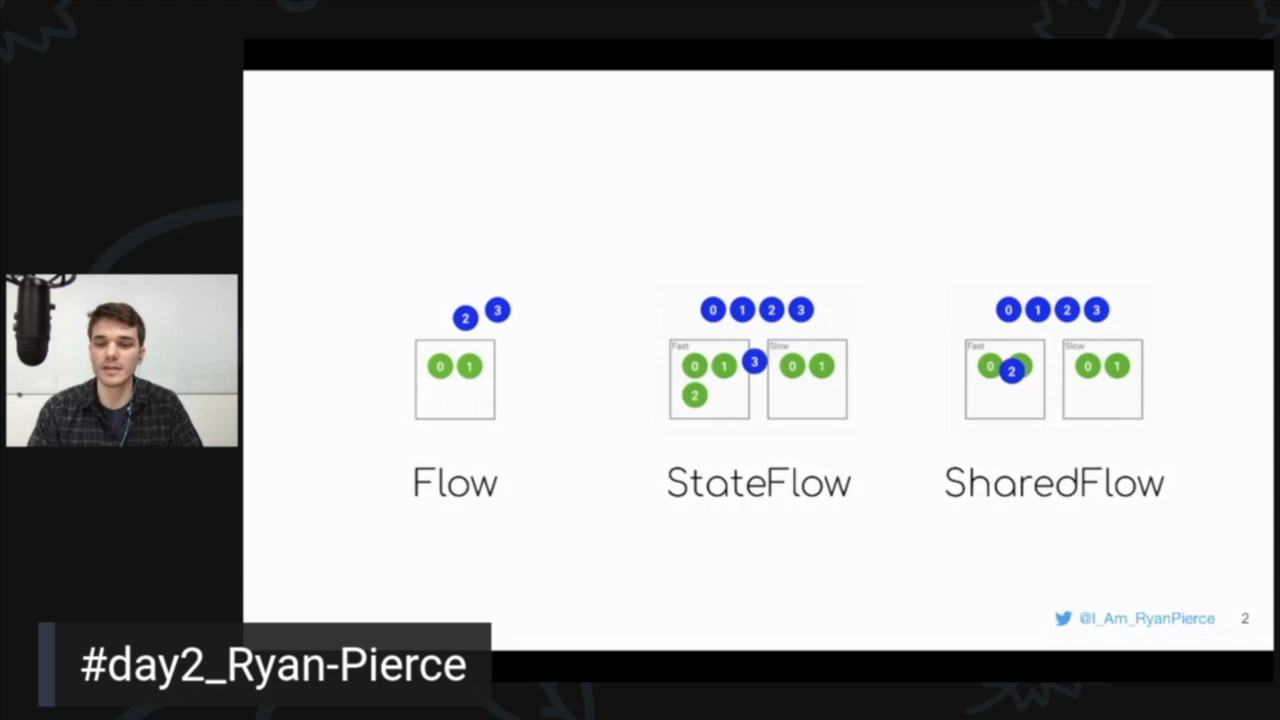 2 3
0 1 2 3
0 1 2 3
0 1
Fast
0 1
2
3
Slow
0 1
Fast
0
2
Slow
0 1
Flow
StateFlow
SharedFlow
@I_Am_RyanPierce
2
#day2_Ryan-Pierce